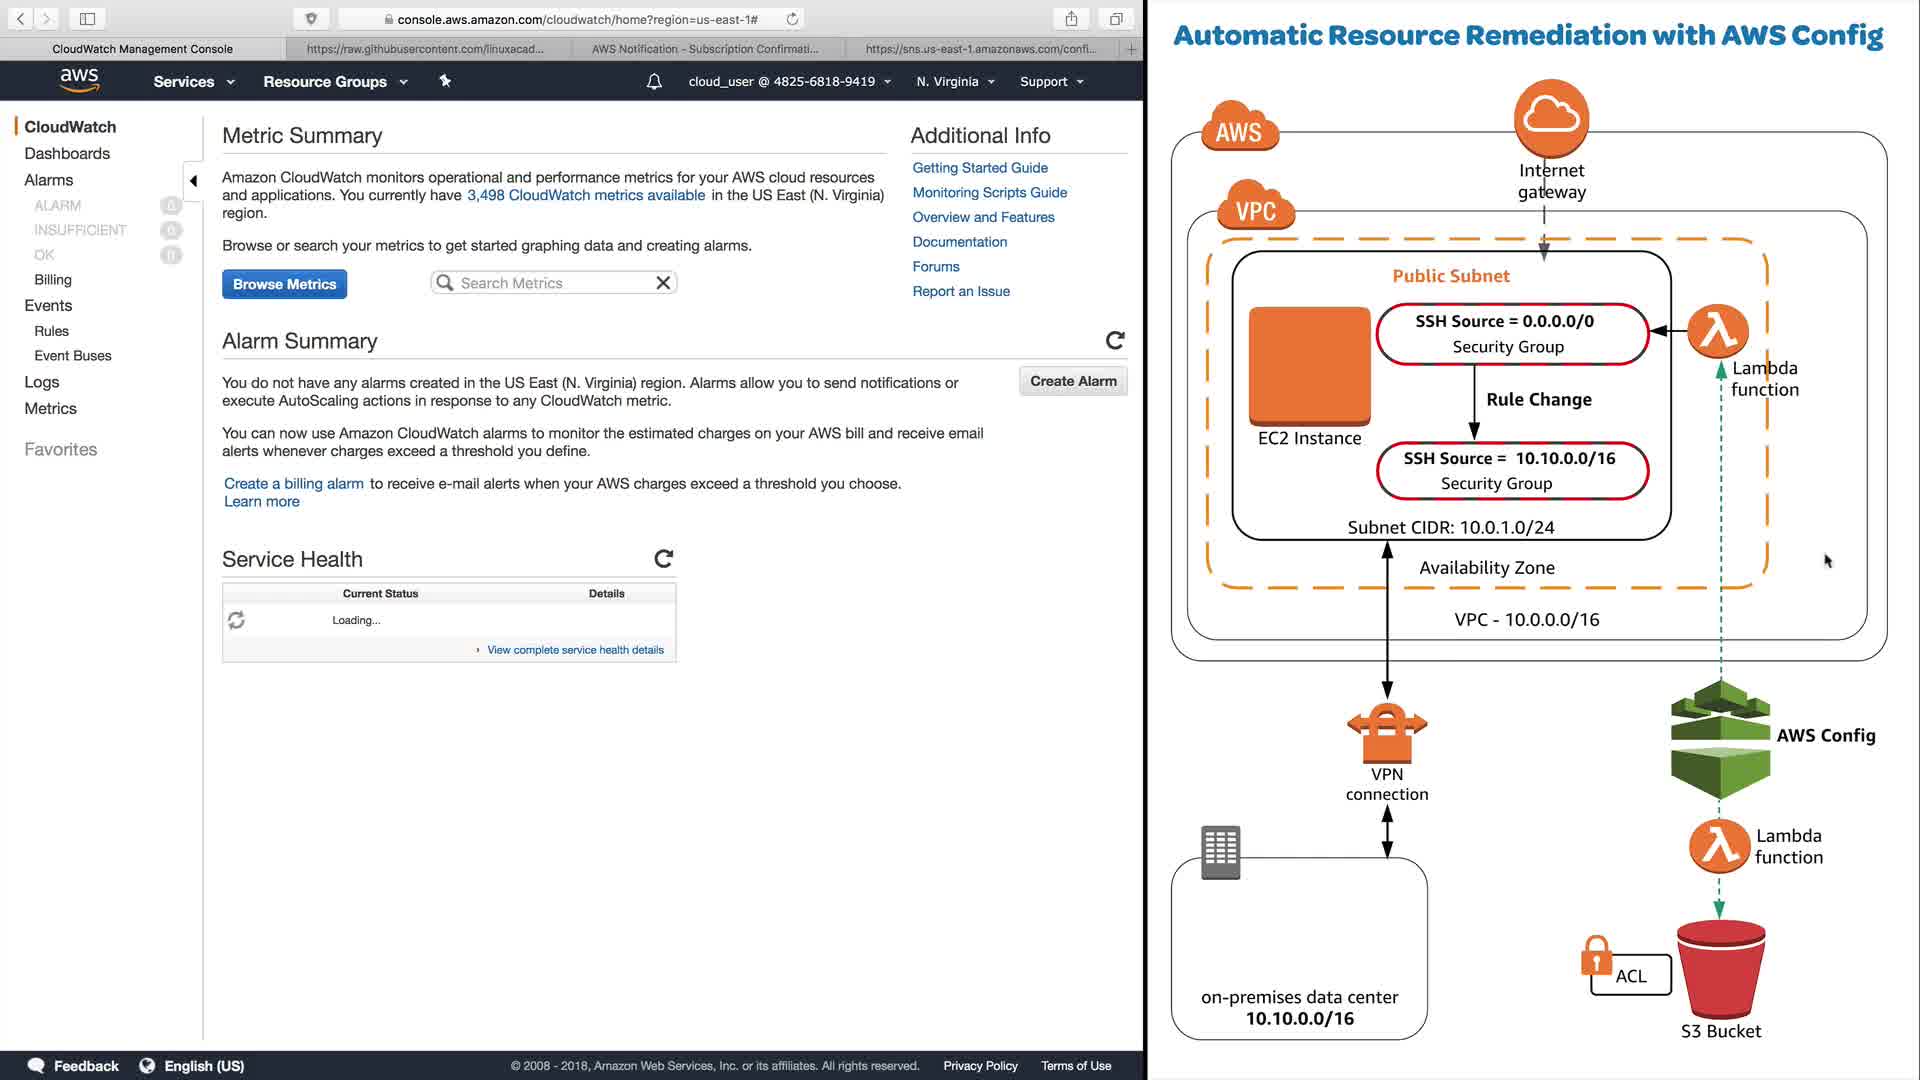 console.aws.amazon.com/cloudwatch/home?region=us-east-1#
CloudWatch Management Console
https://raw.githubusercontent.com/linuxacad...
AWS Notification - Subscription Confirmati...
https://sns.us-east-1.amazonaws.com/confi...
aws
Services
Resource Groups
cloud_user @ 4825-6818-9419
N. Virginia
Support
CloudWatch
Dashboards
Alarms
ALARM 0
INSUFFICIENT 0
OK 0
Billing
Events
Rules
Event Buses
Logs
Metrics
Favorites
Metric Summary
Amazon CloudWatch monitors operational and performance metrics for your AWS cloud resources
and applications. You currently have 3,498 CloudWatch metrics available in the US East (N. Virginia)
region.
Browse or search your metrics to get started graphing data and creating alarms.
Browse Metrics
Search Metrics
Additional Info
Getting Started Guide
Monitoring Scripts Guide
Overview and Features
Documentation
Forums
Report an Issue
Alarm Summary
You do not have any alarms created in the US East (N. Virginia) region. Alarms allow you to send notifications or
execute AutoScaling actions in response to any CloudWatch metric.
Create Alarm
You can now use Amazon CloudWatch alarms to monitor the estimated charges on your AWS bill and receive email
alerts whenever charges exceed a threshold you define.
Create a billing alarm to receive e-mail alerts when your AWS charges exceed a threshold you choose.
Learn more
Service Health
Current Status
Details
Loading...
View complete service health details
Feedback
English (US)
© 2008 - 2018, Amazon Web Services, Inc. or its affiliates. All rights reserved.
Privacy Policy
Terms of Use
Automatic Resource Remediation with AWS Config
AWS
Internet
gateway
VPC
Public Subnet
SSH Source = 0.0.0.0/0
Security Group
Lambda
function
Rule Change
EC2 Instance
SSH Source = 10.10.0.0/16
Security Group
Subnet CIDR: 10.0.1.0/24
Availability Zone
VPC - 10.0.0.0/16
AWS Config
VPN
connection
Lambda
function
ACL
on-premises data center
10.10.0.0/16
S3 Bucket